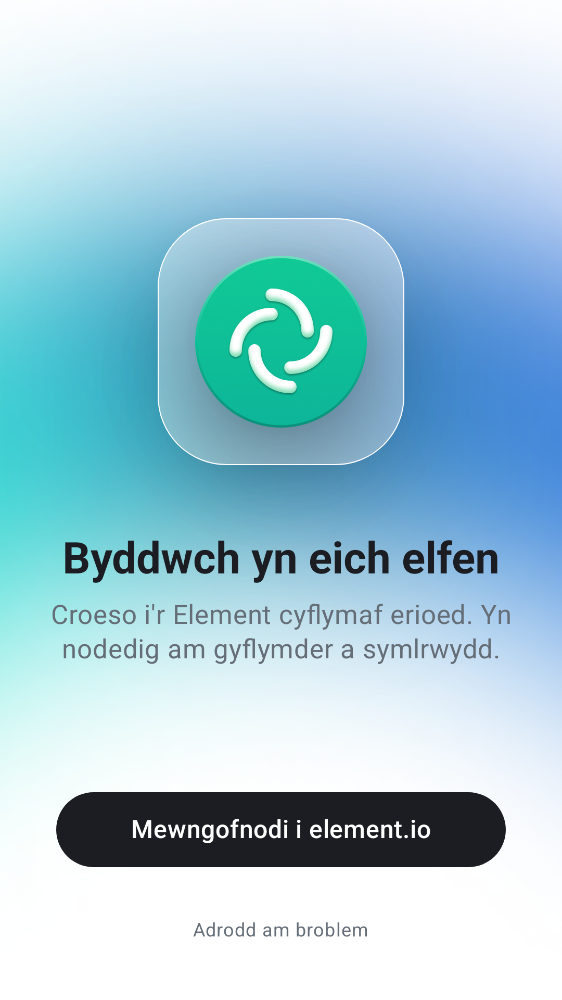 Byddwch yn eich elfen
Croeso i'r Element cyflymaf erioed. Yn
nodedig am gyflymder a symlrwydd.
Mewngofnodi i element.io
Adrodd am broblem